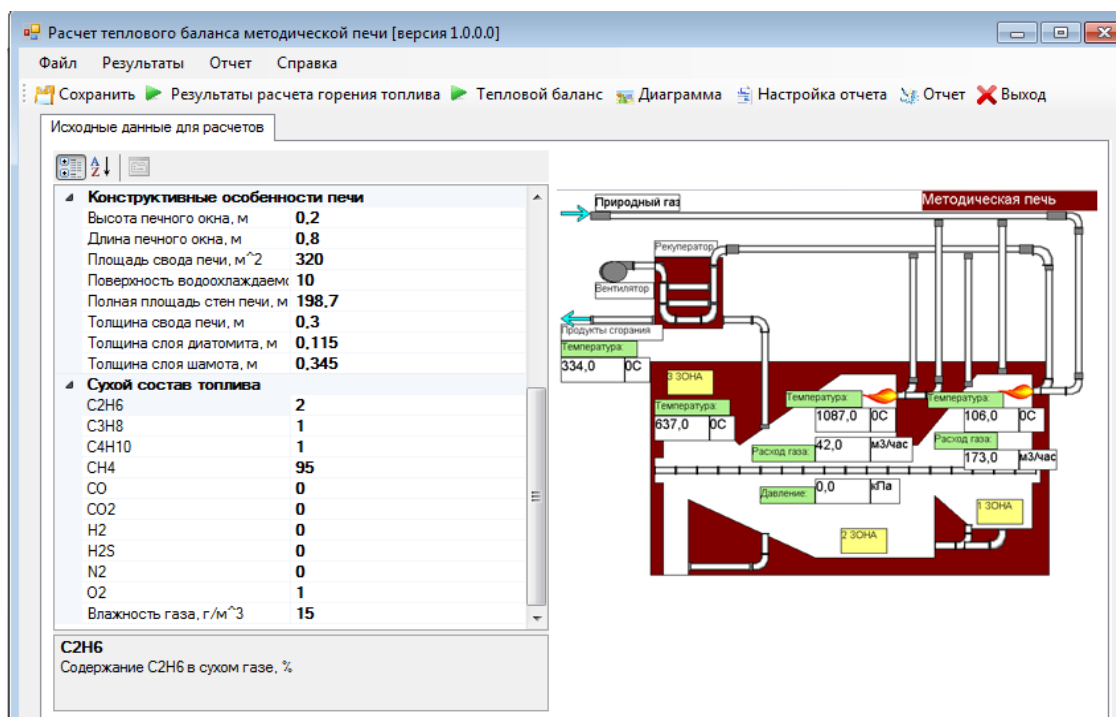 Расчет теплового баланса методической печи [версия 1.0.0.0]
Файл Результаты Отчет Справка
Сохранить Результаты расчета горения топлива Тепловой баланс Диаграмма Настройка отчета Отчет Выход
Исходные данные для расчетов
Конструктивные особенности печи
Высота печного окна, м 0,2
Длина печного окна, м 0,8
Площадь свода печи, м^2 320
Поверхность водоохлаждаемо 10
Полная площадь стен печи, м 198,7
Толщина свода печи, м 0,3
Толщина слоя диатомита, м 0,115
Толщина слоя шамота, м 0,345
Сухой состав топлива
C2H6 2
C3H8 1
C4H10 1
CH4 95
CO 0
CO2 0
H2 0
H2S 0
N2 0
O2 1
Влажность газа, г/м^3 15
C2H6
Содержание C2H6 в сухом газе, %
Методическая печь
Природный газ
Рекуператор
Вентилятор
Продукты сгорания
Температура:
334,0 0С
3 ЗОНА
Температура:
637,0 0С
Температура:
1087,0 0С
Температура:
106,0 0С
Расход газа: 42,0 м3/час
Расход газа:
173,0 м3/час
Давление: 0,0 кПа
1 ЗОНА
2 ЗОНА